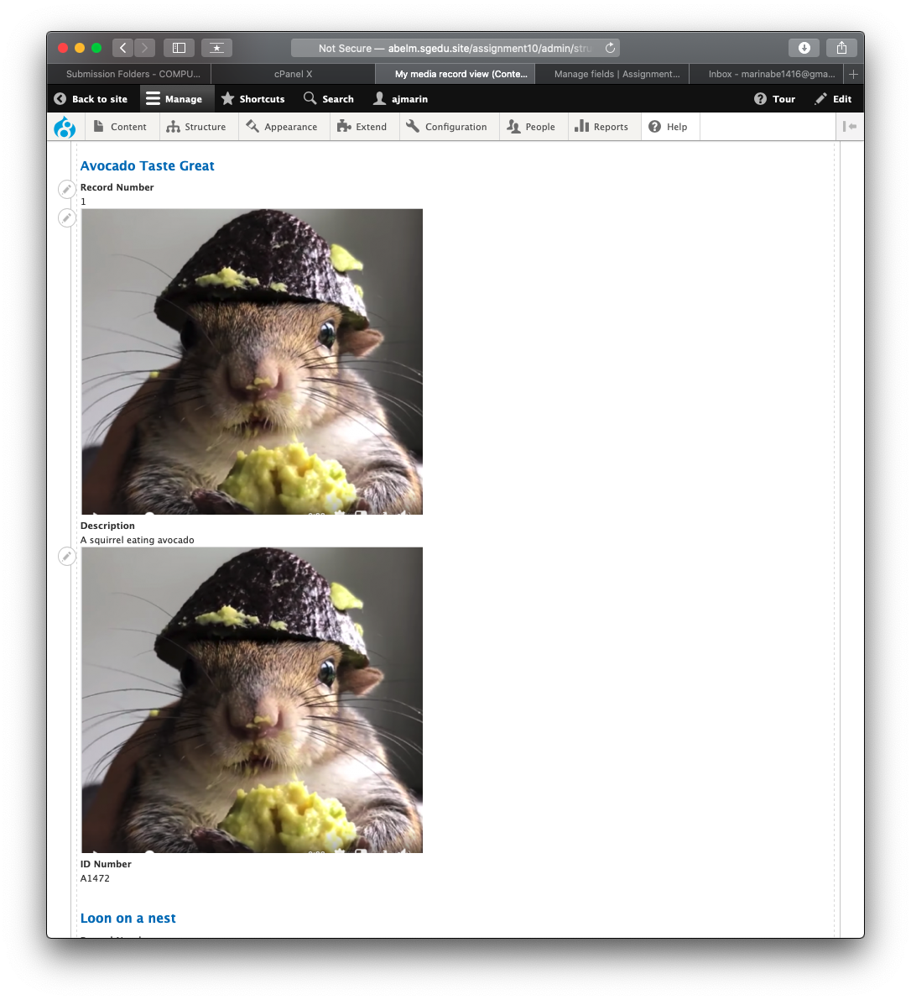 Not Secure — abelm.sgedu.site/assignment10/admin/stru
Submission Folders - COMPU... cPanel X My media record view (Conte... Manage fields | Assignment... Inbox - marinabe1416@gma...
Back to site Manage Shortcuts Search ajmarin Tour Edit
Content Structure Appearance Extend Configuration People Reports Help
Avocado Taste Great
Record Number
1
Description
A squirrel eating avocado
ID Number
A1472
Loon on a nest